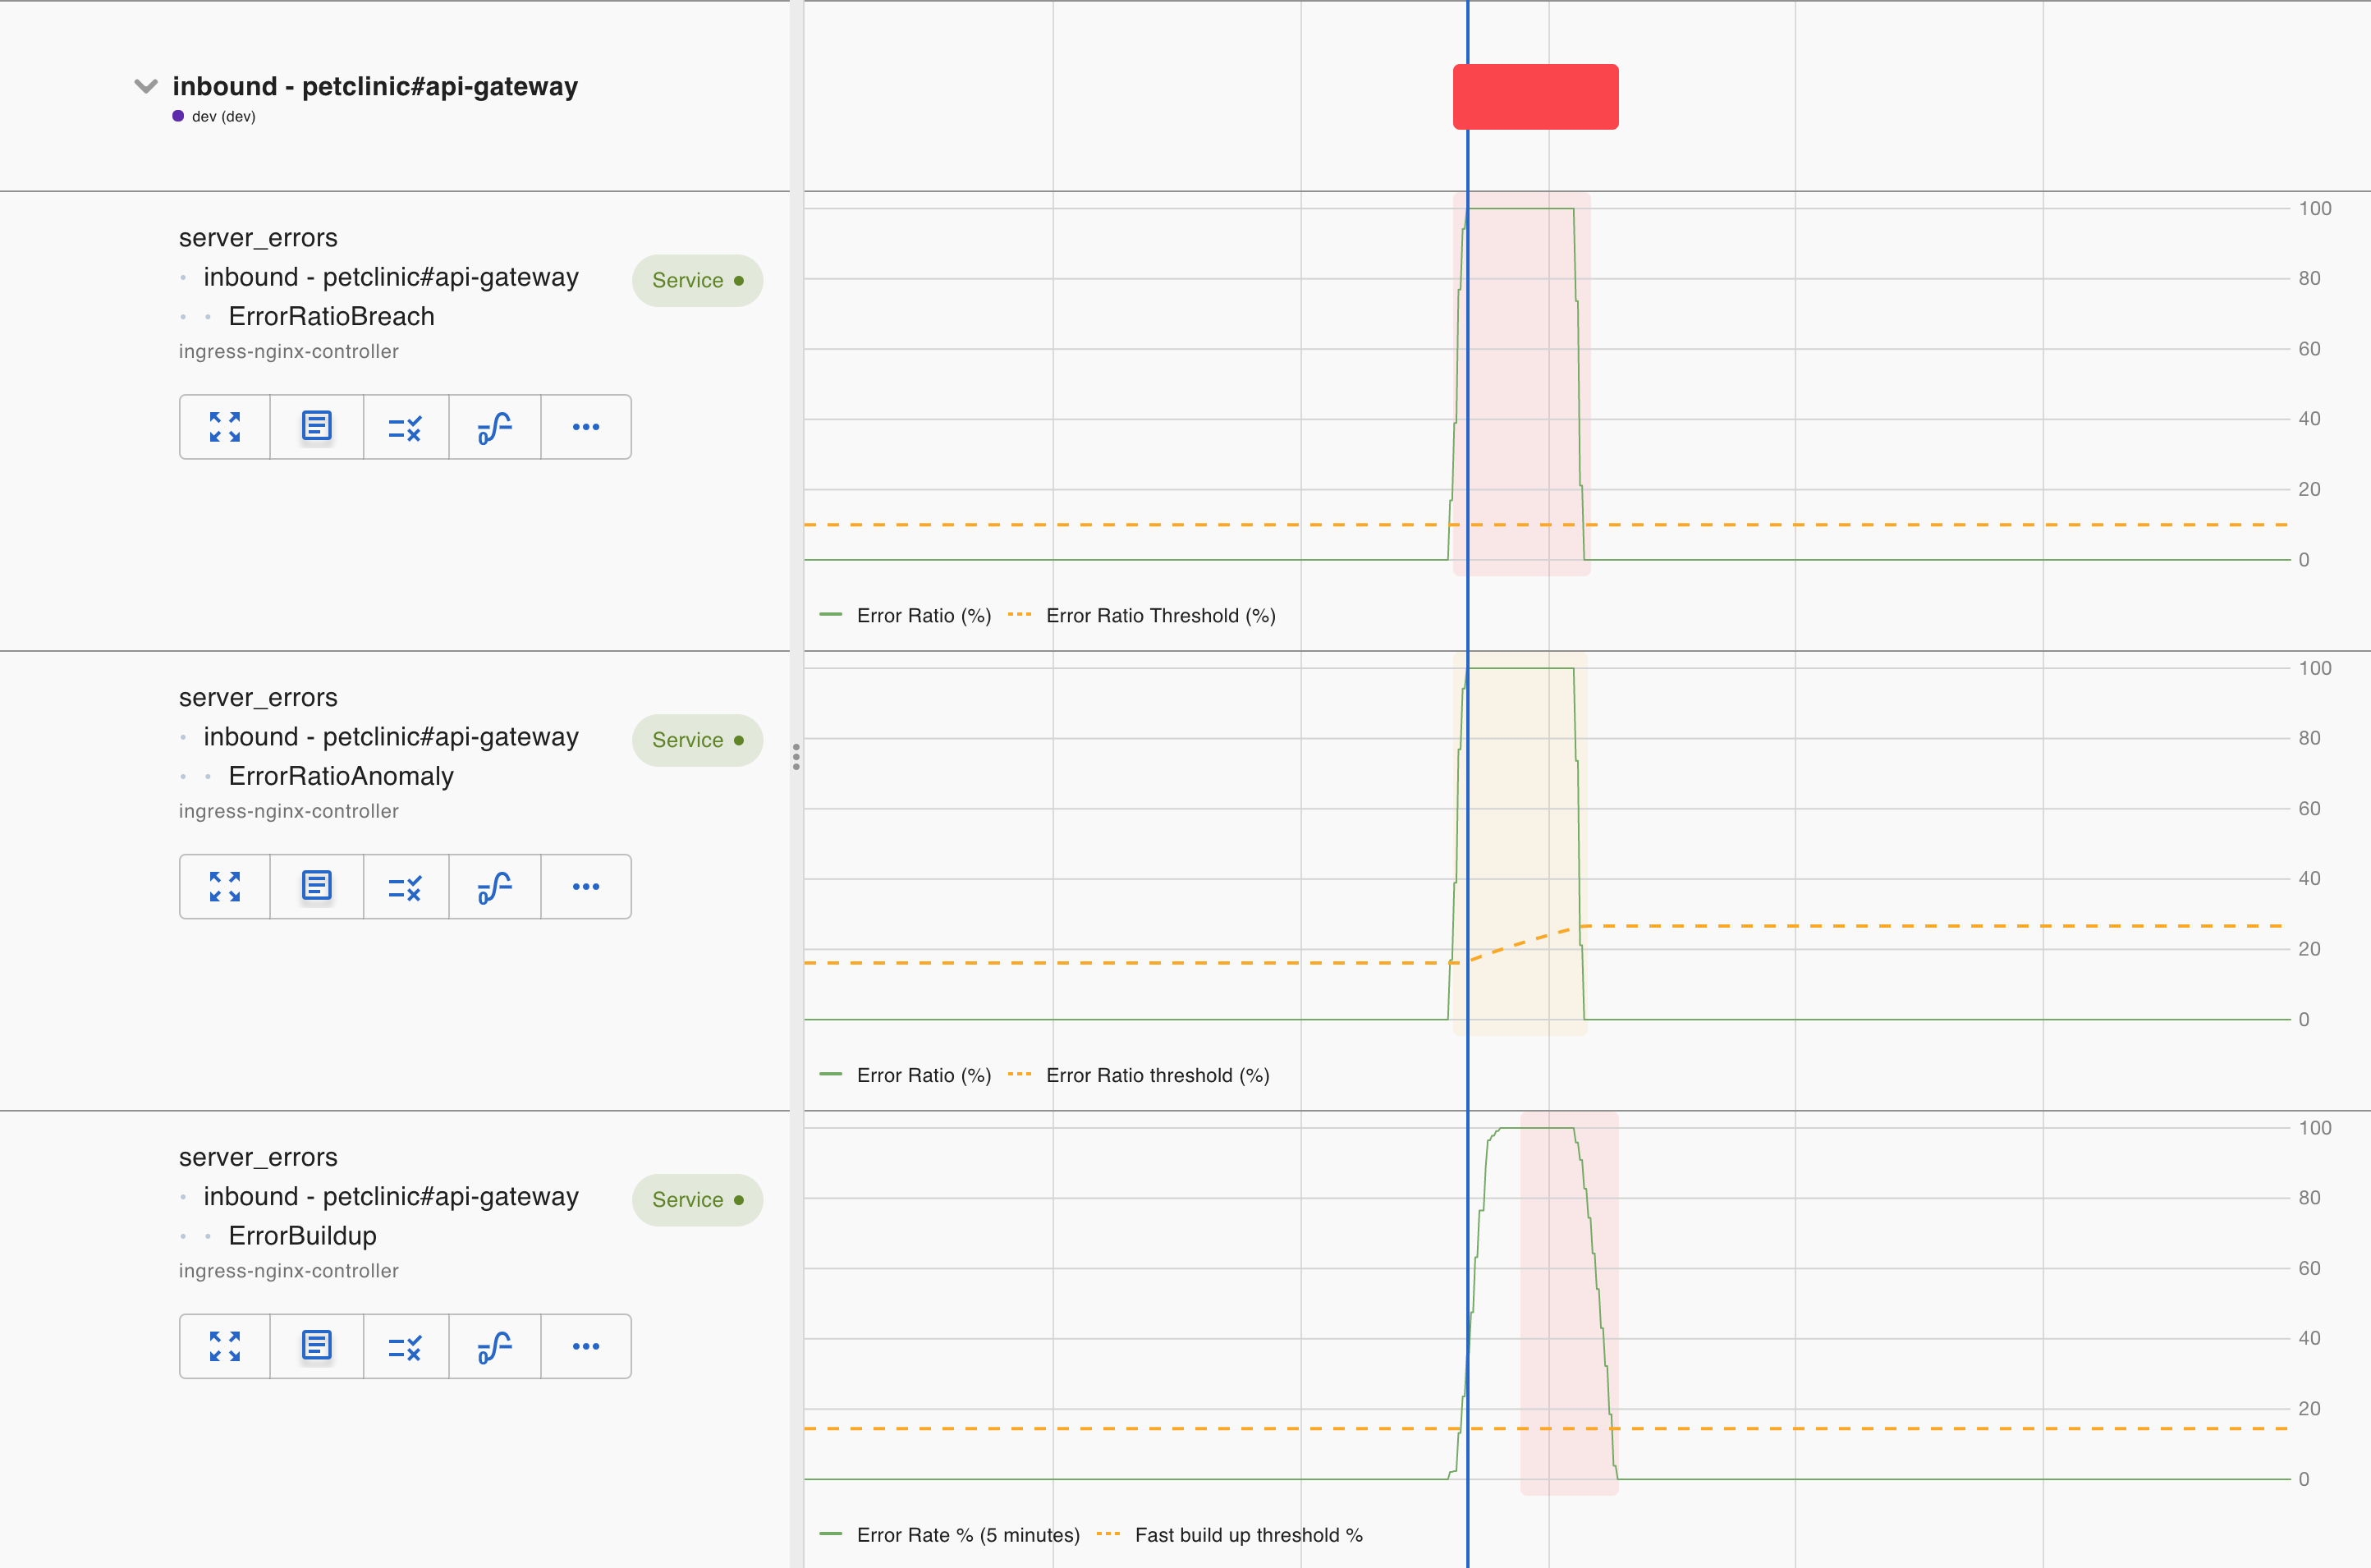 inbound - petclinic#api-gateway
dev (dev)
server_errors
inbound - petclinic#api-gateway
Service
ErrorRatioBreach
ingress-nginx-controller
100
80
60
40
20
0
Error Ratio (%) Error Ratio Threshold (%)
server_errors
inbound - petclinic#api-gateway
Service
ErrorRatioAnomaly
ingress-nginx-controller
100
80
60
40
20
0
Error Ratio (%) Error Ratio threshold (%)
server_errors
inbound - petclinic#api-gateway
Service
ErrorBuildup
ingress-nginx-controller
100
80
60
40
20
0
Error Rate % (5 minutes) Fast build up threshold %